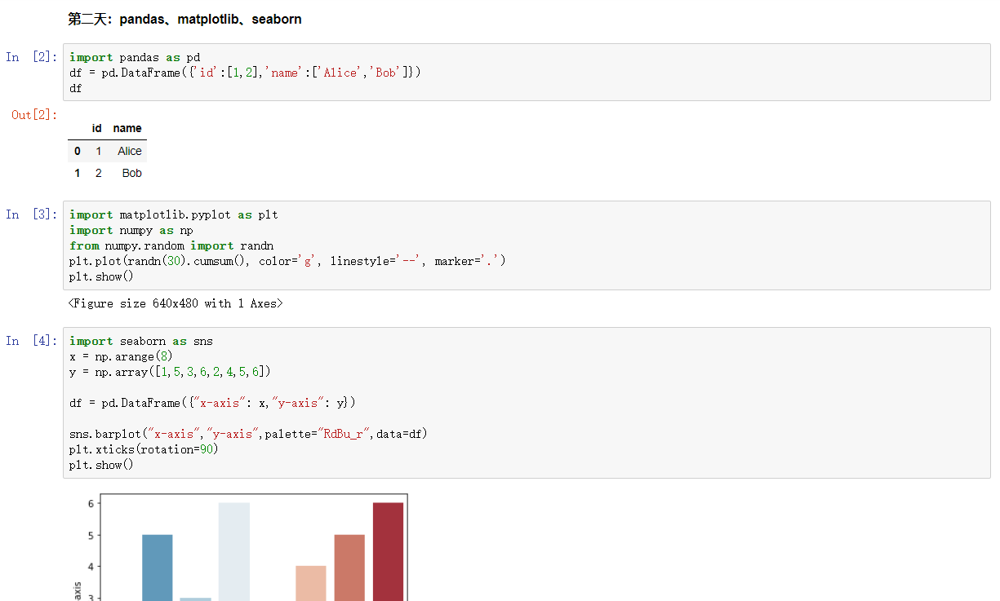 第二天：pandas、matplotlib、seaborn
In [2]:
import pandas as pd
df = pd.DataFrame({'id':[1,2],'name':['Alice','Bob']})
df
Out[2]:
id name
0 1 Alice
1 2 Bob
In [3]:
import matplotlib.pyplot as plt
import numpy as np
from numpy.random import randn
plt.plot(randn(30).cumsum(), color='g', linestyle='--', marker='.')
plt.show()
<Figure size 640x480 with 1 Axes>
In [4]:
import seaborn as sns
x = np.arange(8)
y = np.array([1,5,3,6,2,4,5,6])
df = pd.DataFrame({"x-axis": x,"y-axis": y})
sns.barplot("x-axis","y-axis",palette="RdBu_r",data=df)
plt.xticks(rotation=90)
plt.show()
6
5
4
3
-axis